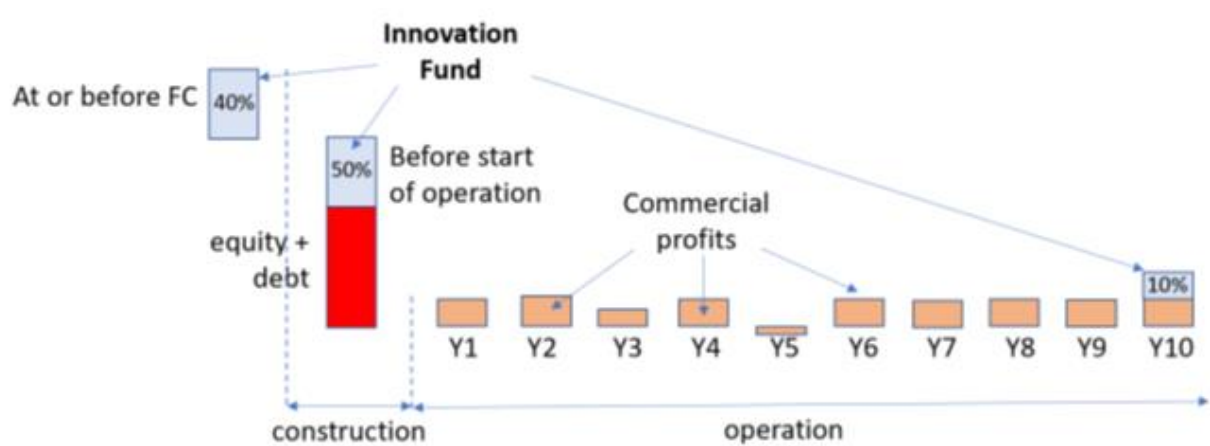 Innovation
Fund
At or before FC
40%
50%
Before start
of operation
equity +
debt
Commercial
profits
10%
Y1 Y2 Y3 Y4 Y5 Y6 Y7 Y8 Y9 Y10
construction
operation